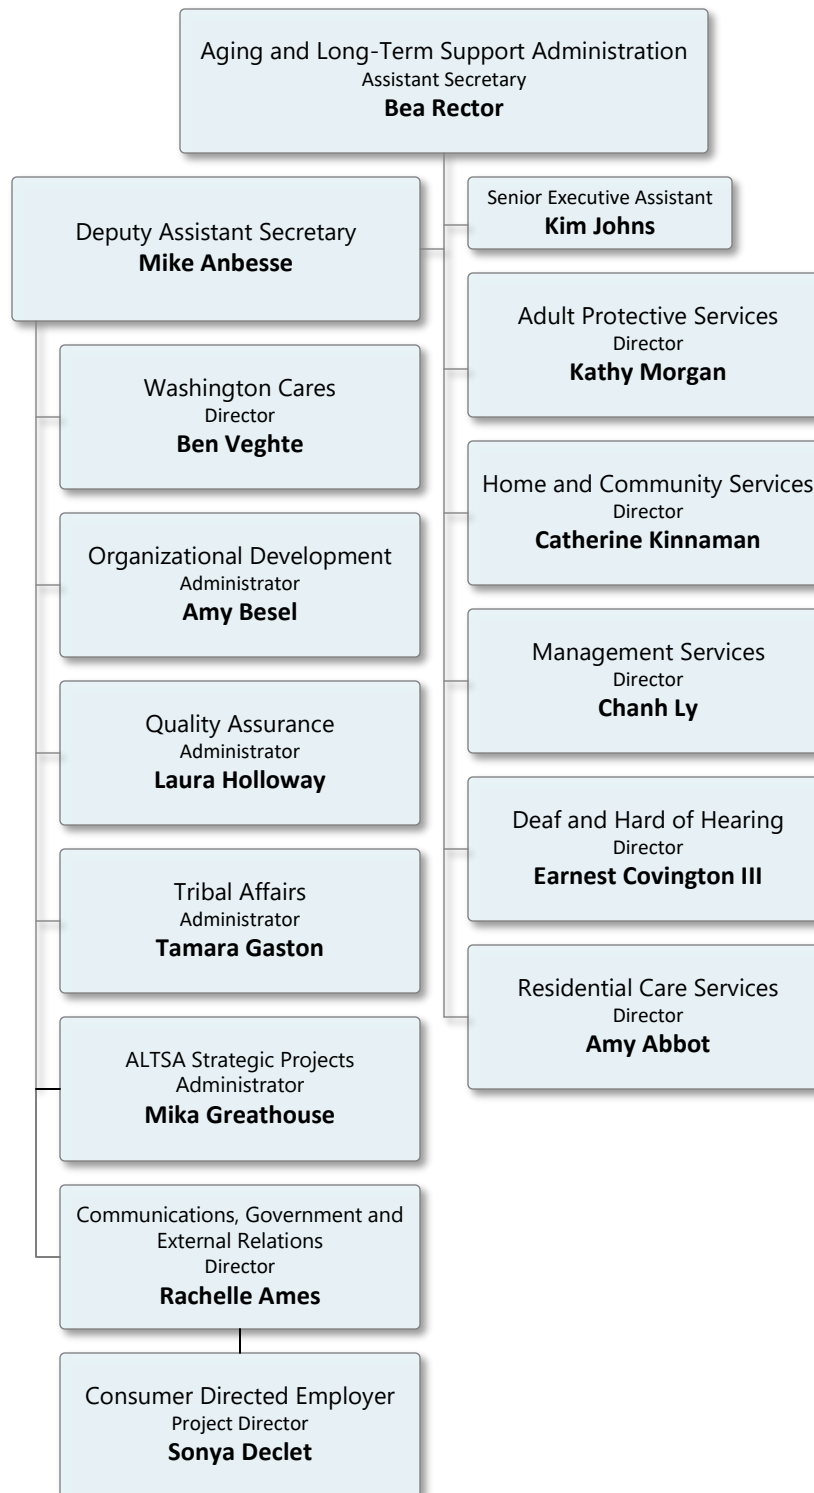 Aging and Long-Term Support Administration
Assistant Secretary
Bea Rector
Deputy Assistant Secretary
Mike Anbesse
Senior Executive Assistant
Kim Johns
Adult Protective Services
Director
Kathy Morgan
Washington Cares
Director
Ben Veghte
Home and Community Services
Director
Catherine Kinnaman
Organizational Development
Administrator
Amy Besel
Management Services
Director
Chanh Ly
Quality Assurance
Administrator
Laura Holloway
Deaf and Hard of Hearing
Director
Earnest Covington III
Tribal Affairs
Administrator
Tamara Gaston
Residential Care Services
Director
Amy Abbot
ALTSA Strategic Projects
Administrator
Mika Greathouse
Communications, Government and
External Relations
Director
Rachelle Ames
Consumer Directed Employer
Project Director
Sonya Declet